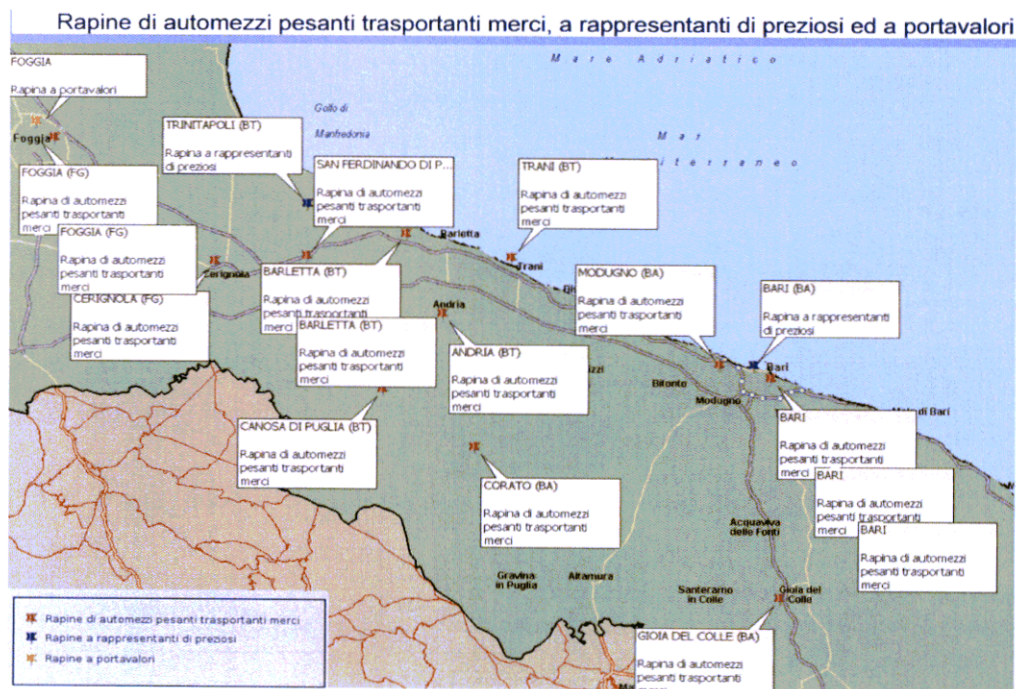 Rapine di automezzi pesanti trasportanti merci, a rappresentanti di preziosi ed a portavalori
Mare Adriatico
FOGGIA
Rapina a portavalori
Golfo di
Manfredonia
Foggia
TRINITAPOLI (BT)
Rapina a rappresentanti
di preziosi
Mar
iterraneo
SAN FERDINANDO DI P...
Rapina di automezzi
pesanti trasportanti
merci
TRANI (BT)
Rapina di automezzi
pesanti trasportanti
merci
FOGGIA (FG)
Rapina di automezzi
pesanti trasportanti
merci
FOGGIA (FG)
Rapina di automezzi
pesanti trasportanti
merci
Barletta
Trani
Cerignola
BARLETTA (BT)
Rapina di automezzi
pesanti trasportanti
merci
MODUGNO (BA)
Rapina di automezzi
pesanti trasportanti
merci
BARI (BA)
Rapina a rappresentanti
di preziosi
CERIGNOLA (FG)
Rapina di automezzi
pesanti trasportanti
merci
Andria
BARLETTA (BT)
Rapina di automezzi
pesanti trasportanti
merci
ANDRIA (BT)
Rapina di automezzi
pesanti trasportanti
merci
Bitonto
Modugno
Bari
di Bari
CANOSA DI PUGLIA (BT)
Rapina di automezzi
pesanti trasportanti
merci
BARI
Rapina di automezzi
pesanti trasportanti
merci
BARI
Rapina di automezzi
pesanti trasportanti
merci
BARI
Rapina di automezzi
pesanti trasportanti
merci
CORATO (BA)
Rapina di automezzi
pesanti trasportanti
merci
Acquaviva
delle Fonti
Gravina
in Puglia
Altamura
Santeramo
in Colle
Gioia del
Colle
GIOIA DEL COLLE (BA)
Rapina di automezzi
pesanti trasportanti
Rapine di automezzi pesanti trasportanti merci
Rapine a rappresentanti di preziosi
Rapine a portavalori